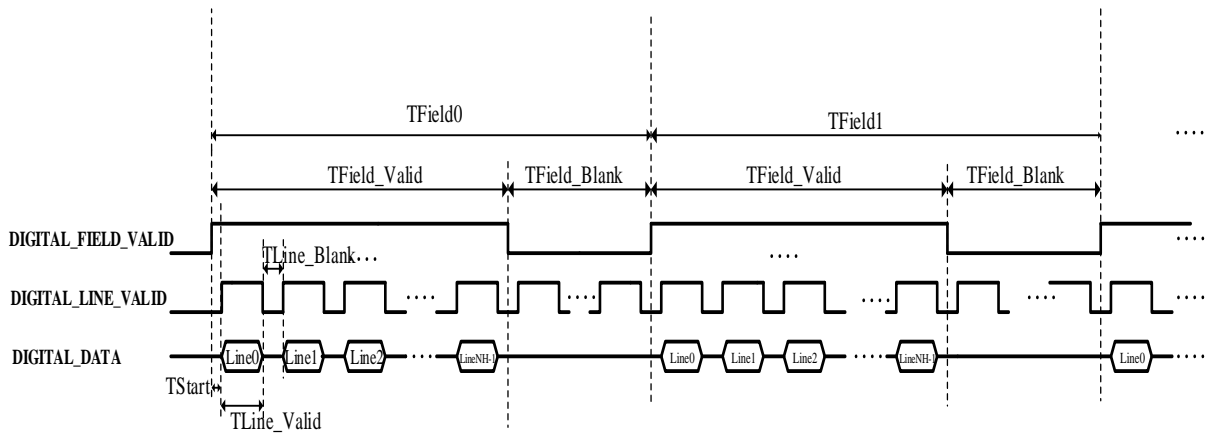 TField0
TField1
....
TField_Valid
TField_Blank
TField_Valid
TField_Blank
DIGITAL_FIELD_VALID
TLine_Blank...
....
....
DIGITAL_LINE_VALID
....
....
....
....
....
....
DIGITAL_DATA
Line0
Line1
Line2
....
LineNH-1
Line0
Line1
Line2
....
LineNH-1
Line0
....
TStart
TLine_Valid